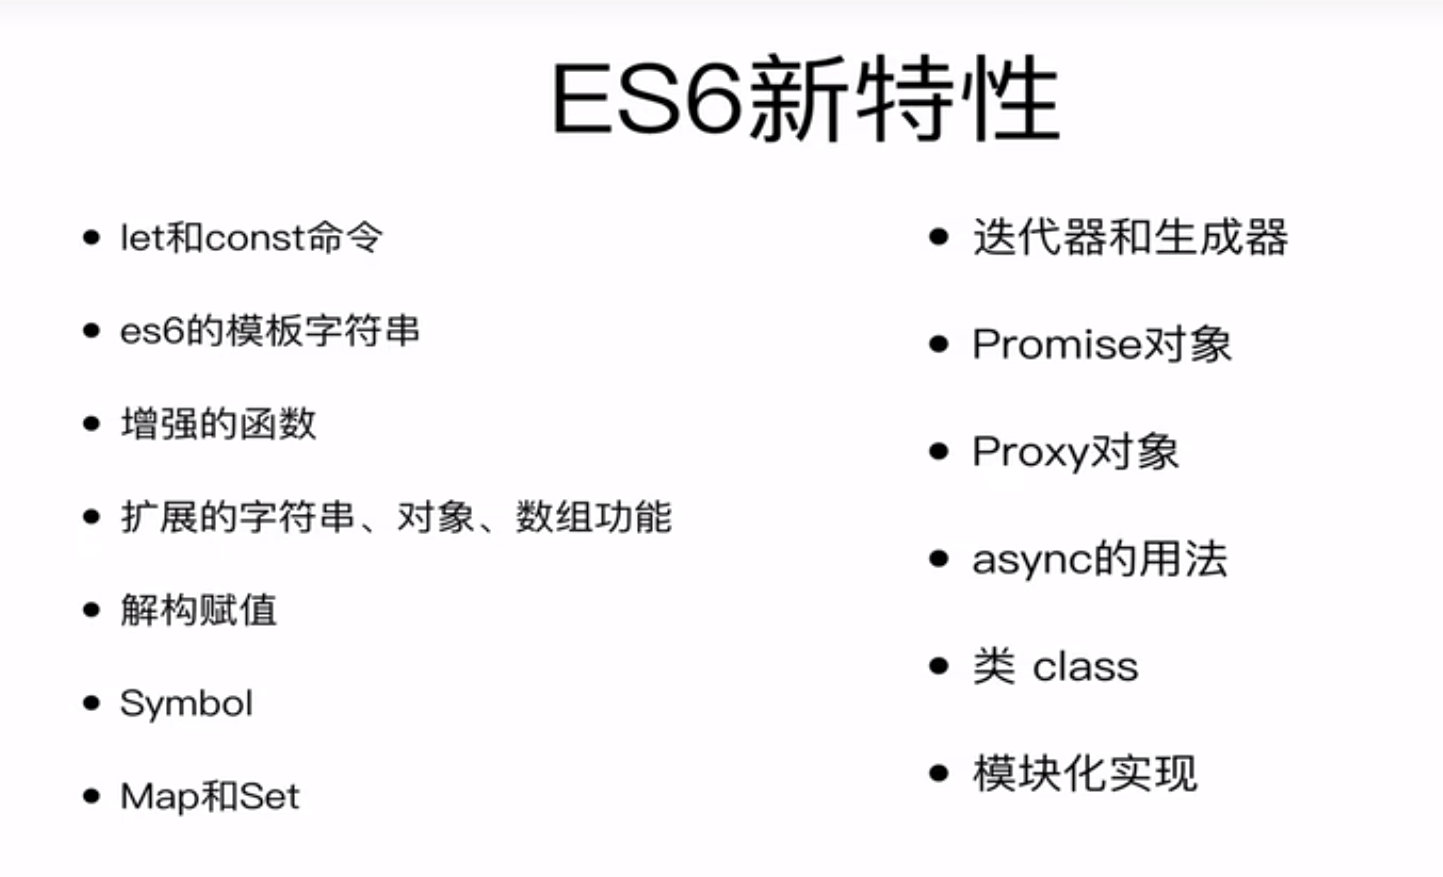 ES6新特性
• let和const命令
• es6的模板字符串
• 增强的函数
• 扩展的字符串、对象、数组功能
• 解构赋值
• Symbol
• Map和Set
• 迭代器和生成器
• Promise对象
• Proxy对象
• async的用法
• 类 class
• 模块化实现